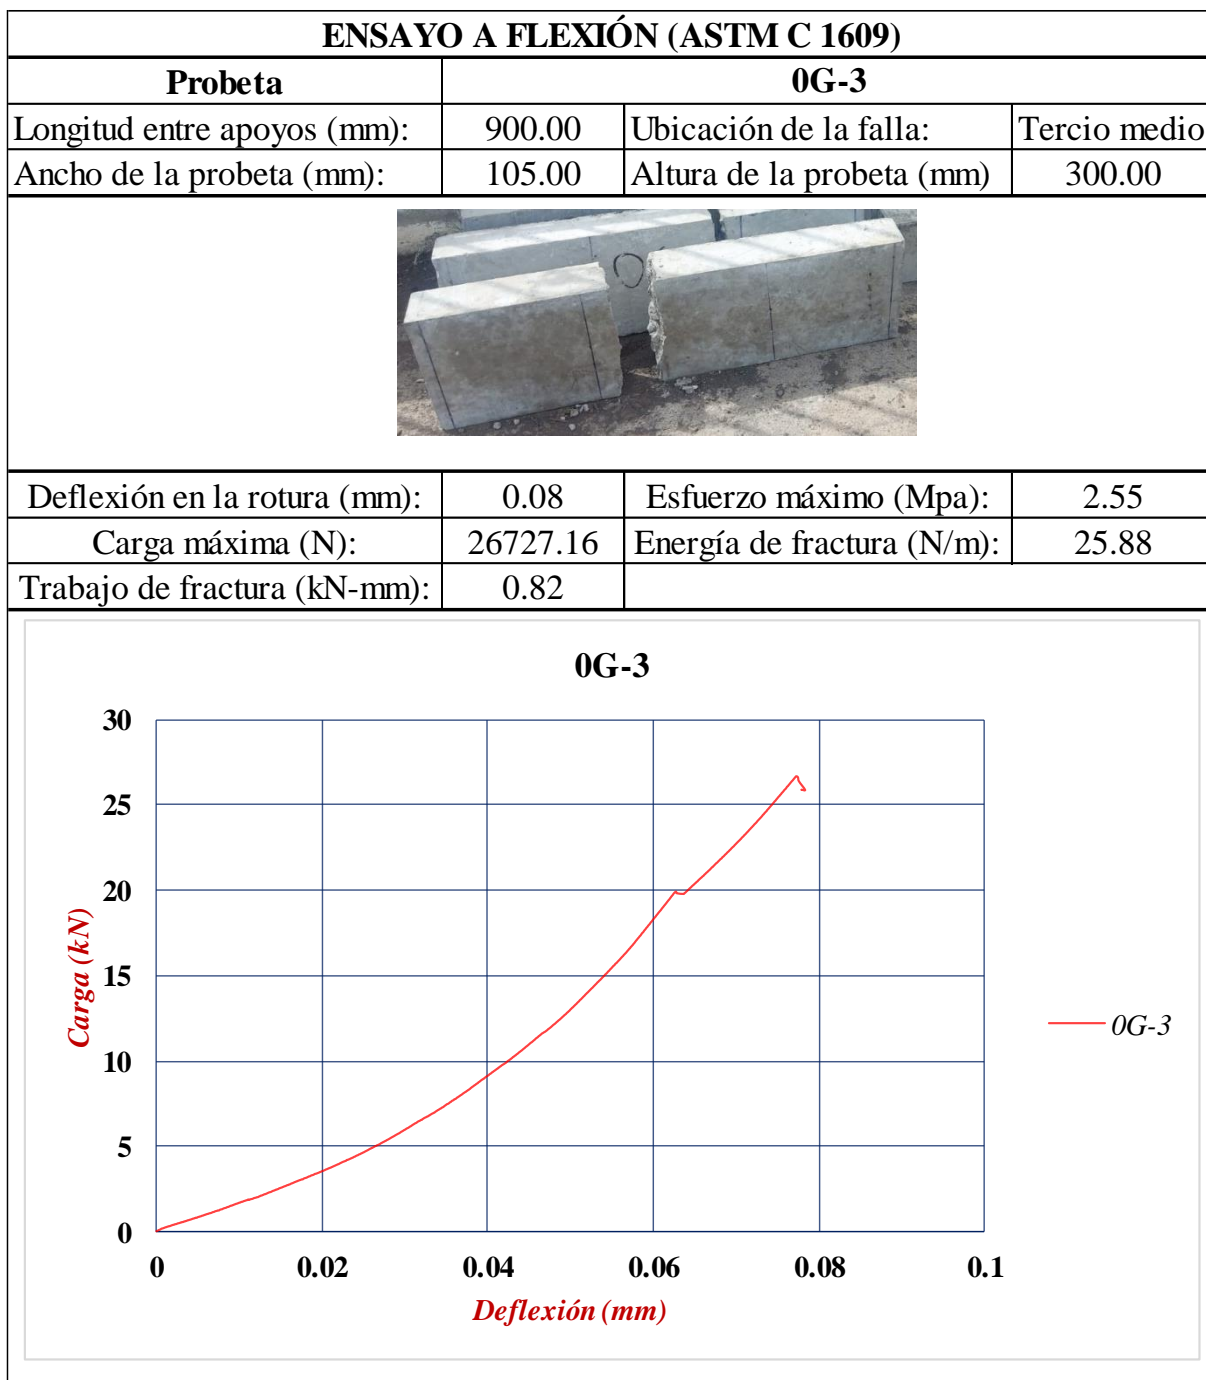 ENSAYO A FLEXIÓN (ASTM C 1609)
Probeta 0G-3
Longitud entre apoyos (mm): 900.00 Ubicación de la falla: Tercio medio
Ancho de la probeta (mm): 105.00 Altura de la probeta (mm) 300.00
Deflexión en la rotura (mm): 0.08 Esfuerzo máximo (Mpa): 2.55
Carga máxima (N): 26727.16 Energía de fractura (N/m): 25.88
Trabajo de fractura (kN-mm): 0.82
0G-3
30
25
20
15
10
5
0
Carga (kN)
0 0.02 0.04 0.06 0.08 0.1
Deflexión (mm)
0G-3